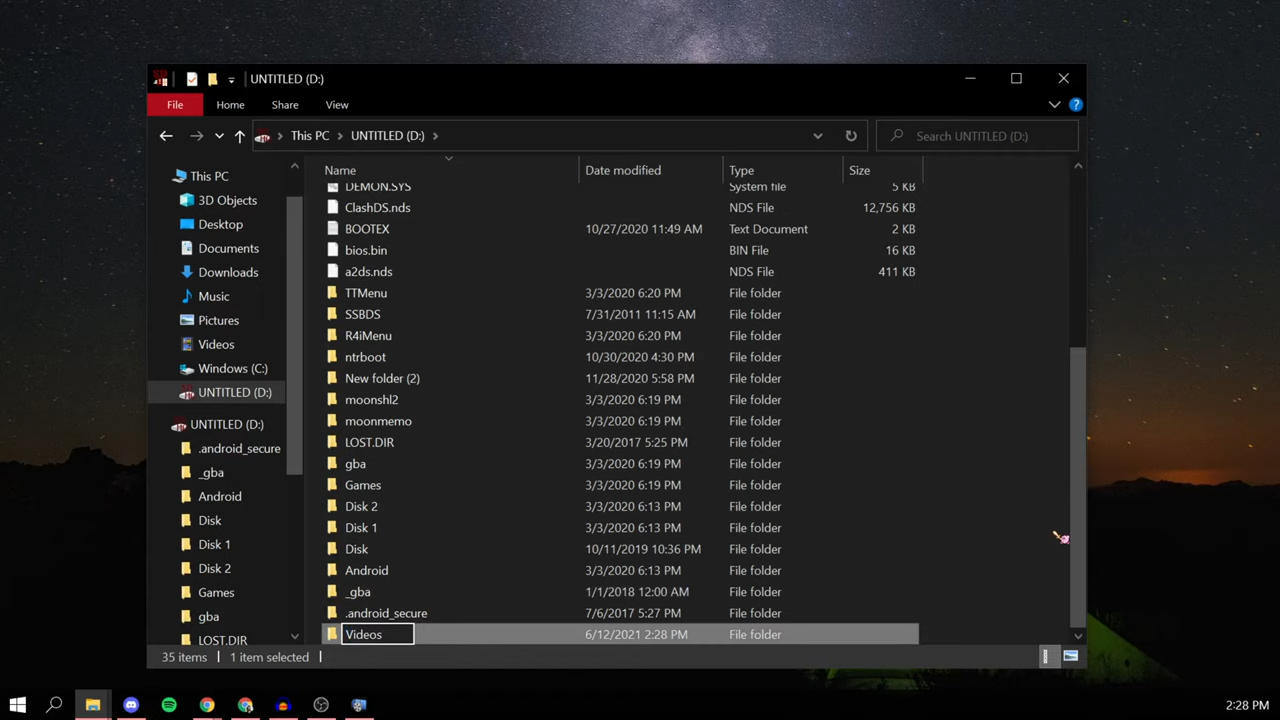 UNTITLED (D:)
File Home Share View
This PC UNTITLED (D:) Search UNTITLED (D:)
Name Date modified Type Size
DEMON.SYS System file 5 KB
ClashDS.nds NDS File 12,756 KB
BOOTEX 10/27/2020 11:49 AM Text Document 2 KB
bios.bin BIN File 16 KB
a2ds.nds NDS File 411 KB
TTMenu 3/3/2020 6:20 PM File folder
SSBDS 7/31/2011 11:15 AM File folder
R4iMenu 3/3/2020 6:20 PM File folder
ntrboot 10/30/2020 4:30 PM File folder
New folder (2) 11/28/2020 5:58 PM File folder
moonshl2 3/3/2020 6:19 PM File folder
moonmemo 3/3/2020 6:19 PM File folder
LOST.DIR 3/20/2017 5:25 PM File folder
gba 3/3/2020 6:19 PM File folder
Games 3/3/2020 6:19 PM File folder
Disk 2 3/3/2020 6:13 PM File folder
Disk 1 3/3/2020 6:13 PM File folder
Disk 10/11/2019 10:36 PM File folder
Android 3/3/2020 6:13 PM File folder
_gba 1/1/2018 12:00 AM File folder
.android_secure 7/6/2017 5:27 PM File folder
Videos 6/12/2021 2:28 PM File folder
This PC
3D Objects
Desktop
Documents
Downloads
Music
Pictures
Videos
Windows (C:)
UNTITLED (D:)
UNTITLED (D:)
.android_secure
_gba
Android
Disk
Disk 1
Disk 2
Games
gba
LOST.DIR
35 items 1 item selected
2:28 PM